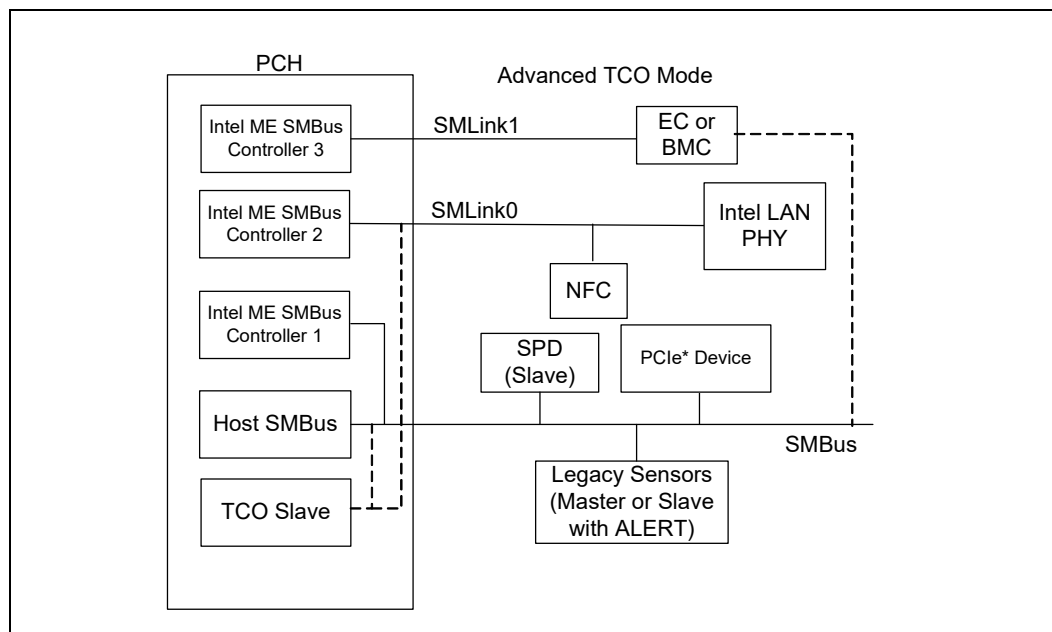 PCH
Advanced TCO Mode
Intel ME SMBus
Controller 3
SMLink1
EC or
BMC
Intel ME SMBus
Controller 2
SMLink0
Intel LAN
PHY
NFC
Intel ME SMBus
Controller 1
SPD
(Slave)
PCIe* Device
Host SMBus
SMBus
Legacy Sensors
(Master or Slave
with ALERT)
TCO Slave